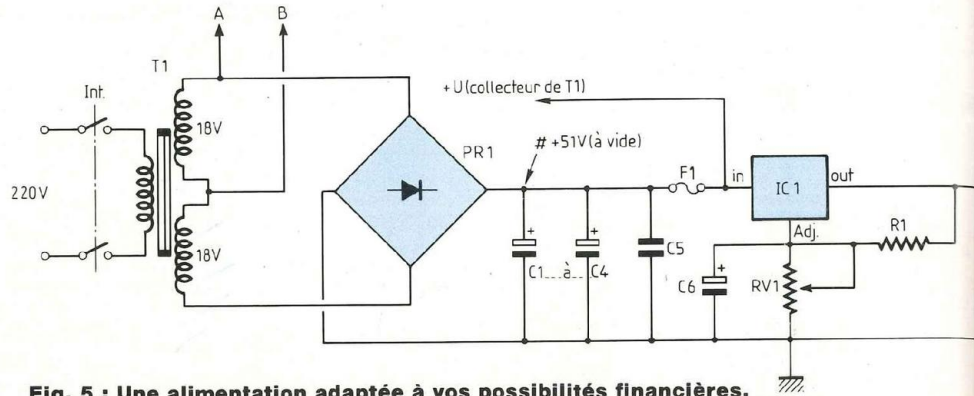 A
B
T1
Int.
+U(collecteur de T1)
18V
PR1
# +51V(à vide)
F1
in
IC 1
out
220V
Adj.
R1
18V
+
+
C5
C1....à.... C4
+
C6
RV1
Fig. 5 : Une alimentation adaptée à vos possibilités financières.